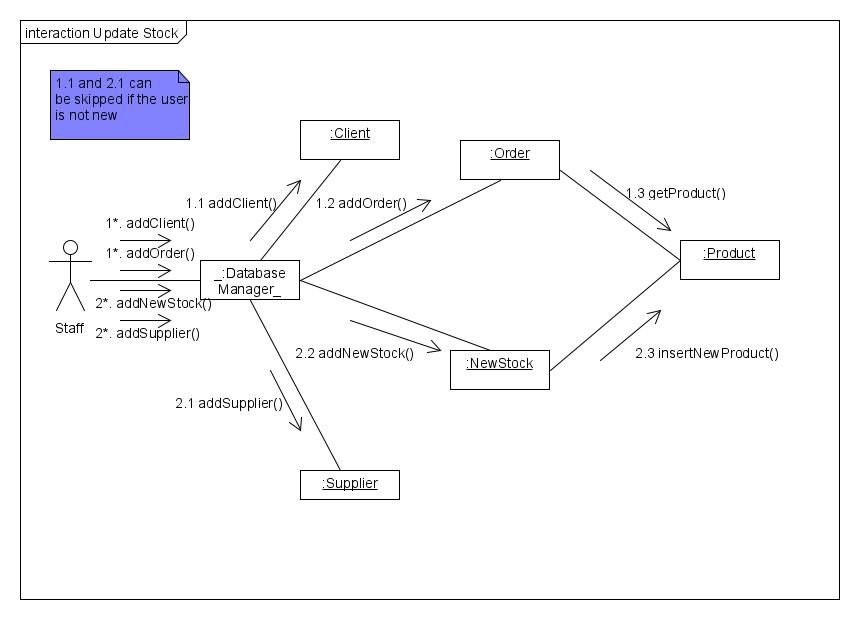 interaction Update Stock
1.1 and 2.1 can
be skipped if the user
is not new
:Client
:Order
1.1 addClient()
1.2 addOrder()
1.3 getProduct()
1*. addClient()
1*. addOrder()
:Product
_:Database
Manager_
2*. addNewStock()
Staff
2*. addSupplier()
2.2 addNewStock()
2.3 insertNewProduct()
:NewStock
2.1 addSupplier()
:Supplier